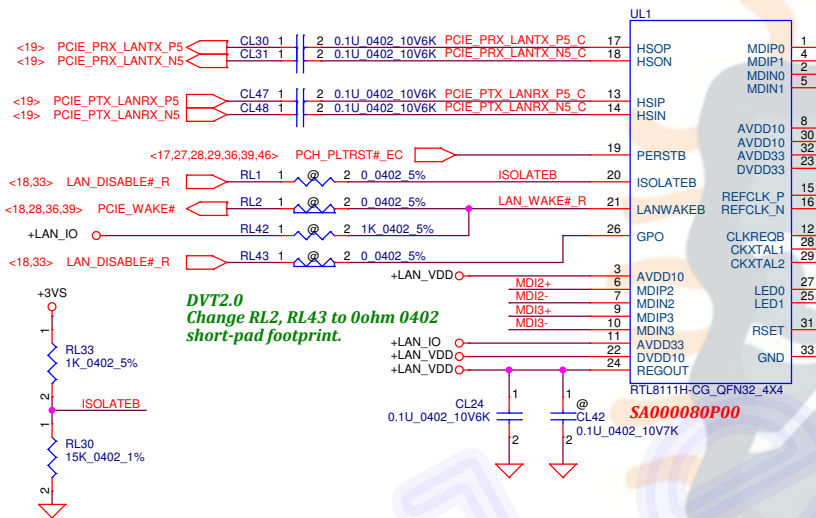 UL1
<19> PCIE_PRX_LANTX_P5 CL30 1 2 0.1U_0402_10V6K PCIE_PRX_LANTX_P5_C 17 HSOP MDIP0 1
<19> PCIE_PRX_LANTX_N5 CL31 1 2 0.1U_0402_10V6K PCIE_PRX_LANTX_N5_C 18 HSON MDIP1 4
MDIN0 2
MDIN1 5
<19> PCIE_PTX_LANRX_P5 CL47 1 2 0.1U_0402_10V6K PCIE_PTX_LANRX_P5_C 13 HSIP
<19> PCIE_PTX_LANRX_N5 CL48 1 2 0.1U_0402_10V6K PCIE_PTX_LANRX_N5_C 14 HSIN
AVDD10 8
AVDD10 30
AVDD33 32
DVDD33 23
<17,27,28,29,36,39,46> PCH_PLTRST#_EC 19 PERSTB
<18,33> LAN_DISABLE#_R RL1 1 @ 2 0_0402_5% ISOLATEB 20 ISOLATEB
REFCLK_P 15
REFCLK_N 16
<18,28,36,39> PCIE_WAKE# RL2 1 @ 2 0_0402_5% LAN_WAKE#_R 21 LANWAKEB
+LAN_IO RL42 1 @ 2 1K_0402_5% 26 GPO CLKREQB 12
CKXTAL1 28
CKXTAL2 29
<18,33> LAN_DISABLE#_R RL43 1 @ 2 0_0402_5%
+LAN_VDD 3 AVDD10
MDI2+ 6 MDIP2 LED0 27
MDI2- 7 MDIN2 LED1 25
MDI3+ 9 MDIP3
MDI3- 10 MDIN3 RSET 31
+LAN_IO 11 AVDD33
+LAN_VDD 22 DVDD10 GND 33
+LAN_VDD 24 REGOUT
RTL8111H-CG_QFN32_4X4
SA000080P00
DVT2.0
Change RL2, RL43 to 0ohm 0402
short-pad footprint.
+3VS
1
RL33
1K_0402_5%
2
ISOLATEB
1
RL30
15K_0402_1%
2
1
CL24
0.1U_0402_10V6K
2
@ 1
CL42
0.1U_0402_10V7K
2